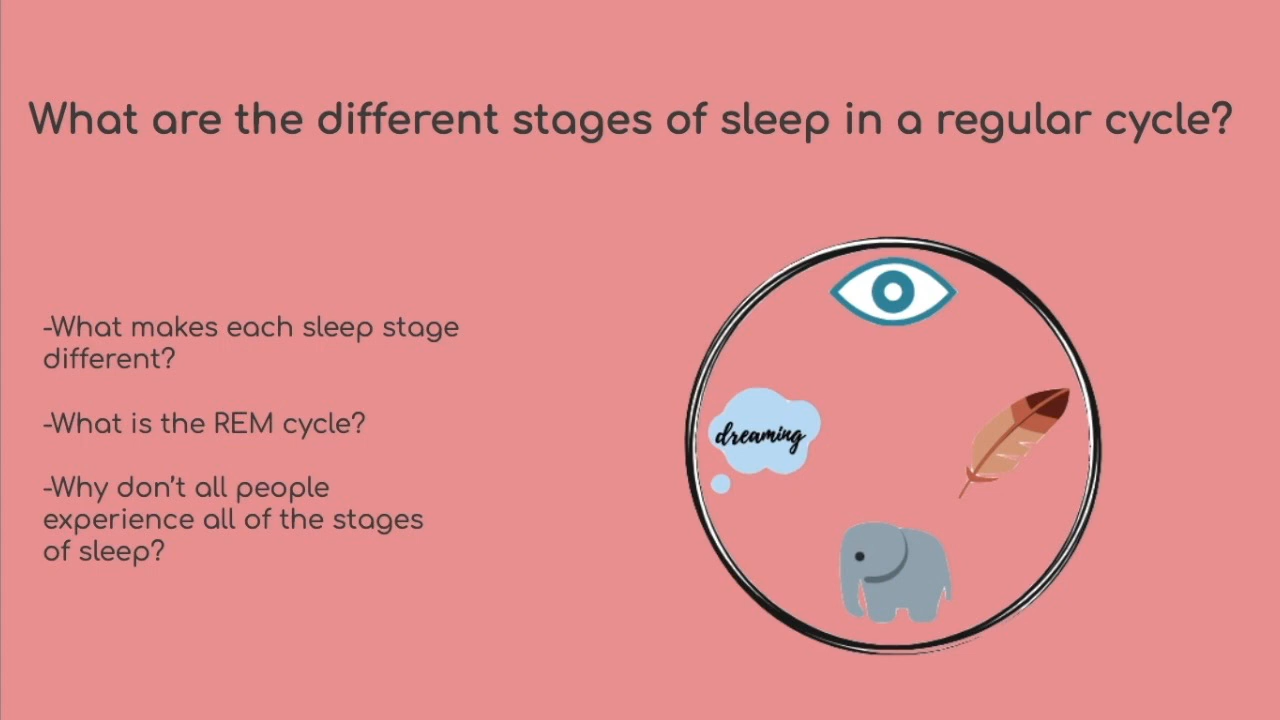 What are the different stages of sleep in a regular cycle?
-What makes each sleep stage
different?
-What is the REM cycle?
-Why don't all people
experience all of the stages
of sleep?
dreaming